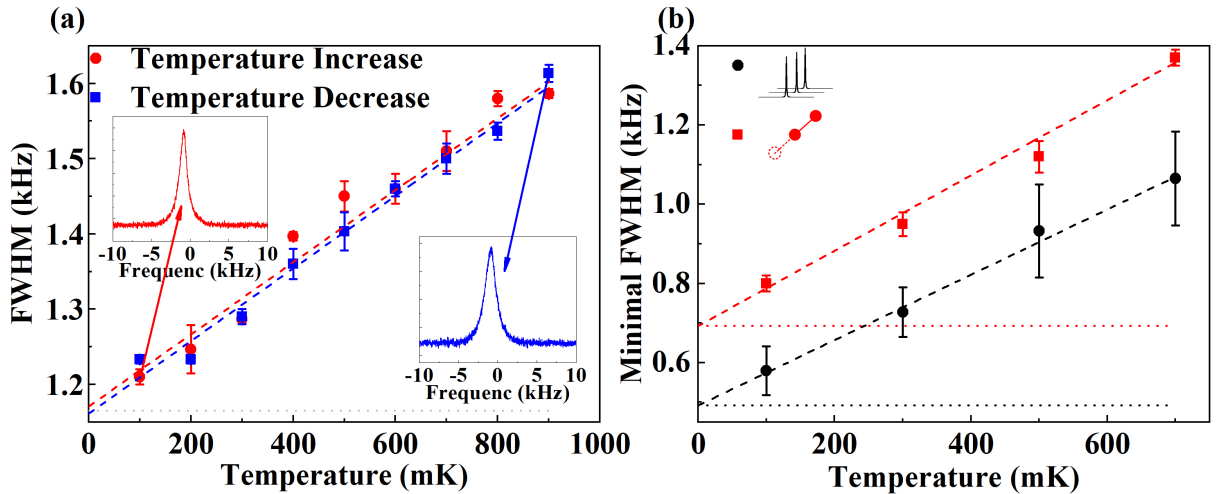 (a)
Temperature Increase
Temperature Decrease
FWHM (kHz)
1.6
1.5
1.4
1.3
1.2
0 200 400 600 800 1000
Temperature (mK)
-10 -5 0 5 10
Frequenc (kHz)
-10 -5 0 5 10
Frequenc (kHz)
(b)
Minimal FWHM (kHz)
1.4
1.2
1.0
0.8
0.6
0 200 400 600
Temperature (mK)